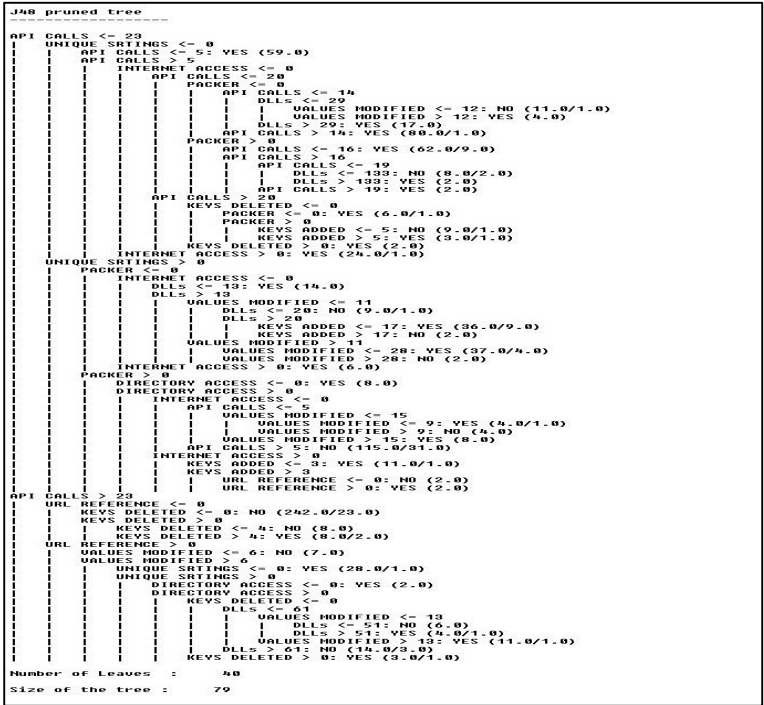 J48 pruned tree
------------------
API CALLS <= 23
|   UNIQUE SRTINGS <= 0
|   |   API CALLS <= 5: YES (59.0)
|   |   API CALLS > 5
|   |   |   INTERNET ACCESS <= 0
|   |   |   |   API CALLS <= 20
|   |   |   |   |   PACKER <= 0
|   |   |   |   |   |   API CALLS <= 14
|   |   |   |   |   |   |   DLLs <= 29
|   |   |   |   |   |   |   |   VALUES MODIFIED <= 12: NO (11.0/1.0)
|   |   |   |   |   |   |   |   VALUES MODIFIED > 12: YES (4.0)
|   |   |   |   |   |   |   DLLs > 29: YES (17.0)
|   |   |   |   |   |   API CALLS > 14: YES (80.0/1.0)
|   |   |   |   |   PACKER > 0
|   |   |   |   |   |   API CALLS <= 16: YES (62.0/9.0)
|   |   |   |   |   |   API CALLS > 16
|   |   |   |   |   |   |   API CALLS <= 19
|   |   |   |   |   |   |   |   DLLs <= 133: NO (8.0/2.0)
|   |   |   |   |   |   |   |   DLLs > 133: YES (2.0)
|   |   |   |   |   |   |   API CALLS > 19: YES (2.0)
|   |   |   |   API CALLS > 20
|   |   |   |   |   KEYS DELETED <= 0
|   |   |   |   |   |   PACKER <= 0: YES (6.0/1.0)
|   |   |   |   |   |   PACKER > 0
|   |   |   |   |   |   |   KEYS ADDED <= 5: NO (9.0/1.0)
|   |   |   |   |   |   |   KEYS ADDED > 5: YES (3.0/1.0)
|   |   |   |   |   KEYS DELETED > 0: YES (2.0)
|   |   |   INTERNET ACCESS > 0: YES (24.0/1.0)
|   UNIQUE SRTINGS > 0
|   |   PACKER <= 0
|   |   |   INTERNET ACCESS <= 0
|   |   |   |   DLLs <= 13: YES (14.0)
|   |   |   |   DLLs > 13
|   |   |   |   |   VALUES MODIFIED <= 11
|   |   |   |   |   |   DLLs <= 20: NO (9.0/1.0)
|   |   |   |   |   |   DLLs > 20
|   |   |   |   |   |   |   KEYS ADDED <= 17: YES (36.0/9.0)
|   |   |   |   |   |   |   KEYS ADDED > 17: NO (2.0)
|   |   |   |   |   VALUES MODIFIED > 11
|   |   |   |   |   |   VALUES MODIFIED <= 28: YES (37.0/4.0)
|   |   |   |   |   |   VALUES MODIFIED > 28: NO (2.0)
|   |   |   INTERNET ACCESS > 0: YES (6.0)
|   |   PACKER > 0
|   |   |   DIRECTORY ACCESS <= 0: YES (8.0)
|   |   |   DIRECTORY ACCESS > 0
|   |   |   |   INTERNET ACCESS <= 0
|   |   |   |   |   API CALLS <= 5
|   |   |   |   |   |   VALUES MODIFIED <= 15
|   |   |   |   |   |   |   VALUES MODIFIED <= 9: YES (4.0/1.0)
|   |   |   |   |   |   |   VALUES MODIFIED > 9: NO (4.0)
|   |   |   |   |   |   VALUES MODIFIED > 15: YES (8.0)
|   |   |   |   |   API CALLS > 5: NO (115.0/31.0)
|   |   |   |   INTERNET ACCESS > 0
|   |   |   |   |   KEYS ADDED <= 3: YES (11.0/1.0)
|   |   |   |   |   KEYS ADDED > 3
|   |   |   |   |   |   URL REFERENCE <= 0: NO (2.0)
|   |   |   |   |   |   URL REFERENCE > 0: YES (2.0)
API CALLS > 23
|   URL REFERENCE <= 0
|   |   KEYS DELETED <= 0: NO (242.0/23.0)
|   |   KEYS DELETED > 0
|   |   |   KEYS DELETED <= 4: NO (8.0)
|   |   |   KEYS DELETED > 4: YES (8.0/2.0)
|   URL REFERENCE > 0
|   |   VALUES MODIFIED <= 6: NO (7.0)
|   |   VALUES MODIFIED > 6
|   |   |   UNIQUE SRTINGS <= 0: YES (28.0/1.0)
|   |   |   UNIQUE SRTINGS > 0
|   |   |   |   DIRECTORY ACCESS <= 0: YES (2.0)
|   |   |   |   DIRECTORY ACCESS > 0
|   |   |   |   |   KEYS DELETED <= 0
|   |   |   |   |   |   DLLs <= 61
|   |   |   |   |   |   |   VALUES MODIFIED <= 13
|   |   |   |   |   |   |   |   DLLs <= 51: NO (6.0)
|   |   |   |   |   |   |   |   DLLs > 51: YES (4.0/1.0)
|   |   |   |   |   |   |   VALUES MODIFIED > 13: YES (11.0/1.0)
|   |   |   |   |   |   DLLs > 61: NO (14.0/3.0)
|   |   |   |   |   KEYS DELETED > 0: YES (3.0/1.0)
Number of Leaves  :     40
Size of the tree :      79